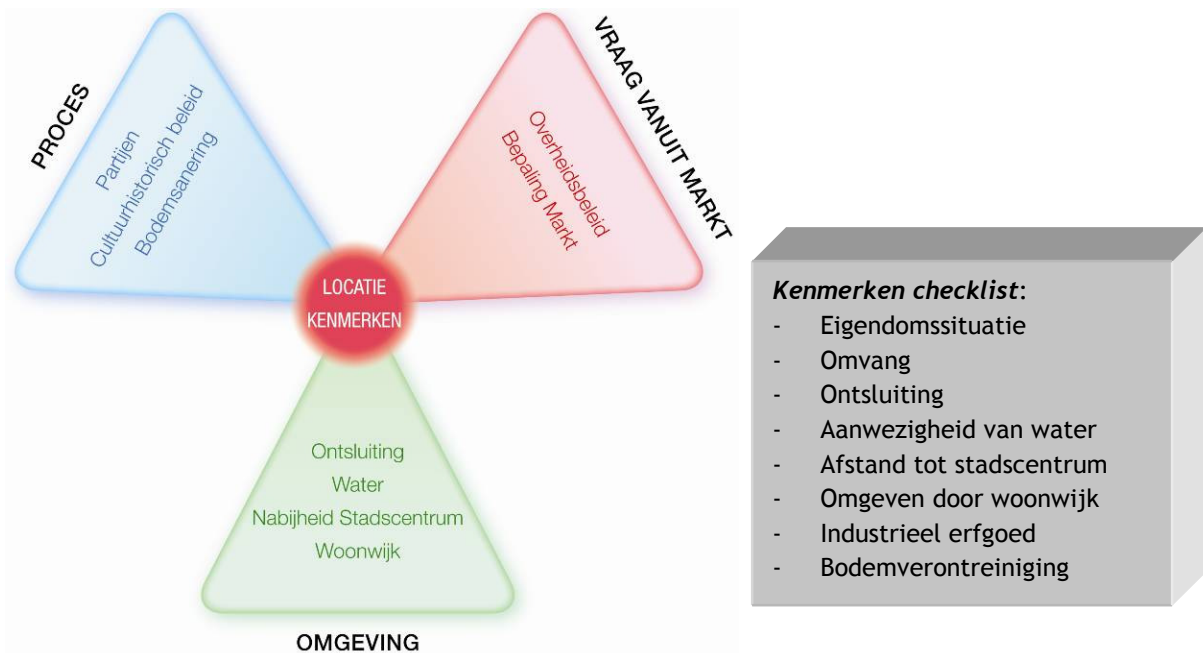 PROCES
Partijen
Cultuurhistorisch beleid
Bodemsanering
VRAAG VANUIT MARKT
Overheidsbeleid
Bepaling Markt
LOCATIE
KENMERKEN
Ontsluiting
Water
Nabijheid Stadscentrum
Woonwijk
OMGEVING
Kenmerken checklist:
- Eigendomssituatie
- Omvang
- Ontsluiting
- Aanwezigheid van water
- Afstand tot stadscentrum
- Omgeven door woonwijk
- Industrieel erfgoed
- Bodemverontreiniging